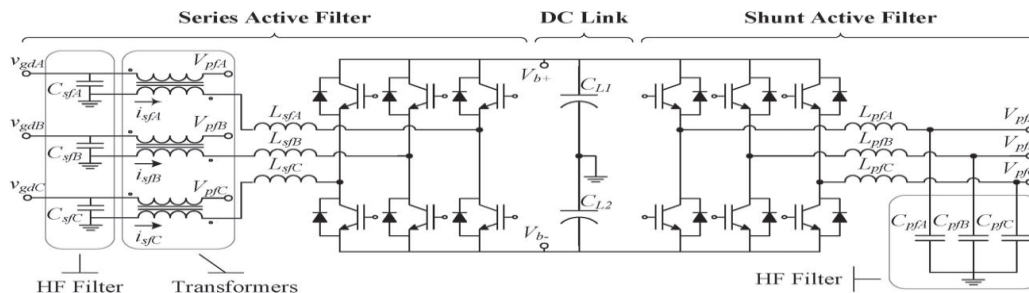 Series Active Filter
DC Link
Shunt Active Filter
v_gdA
V_pfA
C_sfA
i_sfA
v_gdB
V_pfB
C_sfB
i_sfB
v_gdC
V_pfC
C_sfC
i_sfC
L_sfA
L_sfB
L_sfC
V_b+
C_L1
C_L2
V_b-
L_pfA
L_pfB
L_pfC
C_pfA C_pfB C_pfC
HF Filter
Transformers
HF Filter